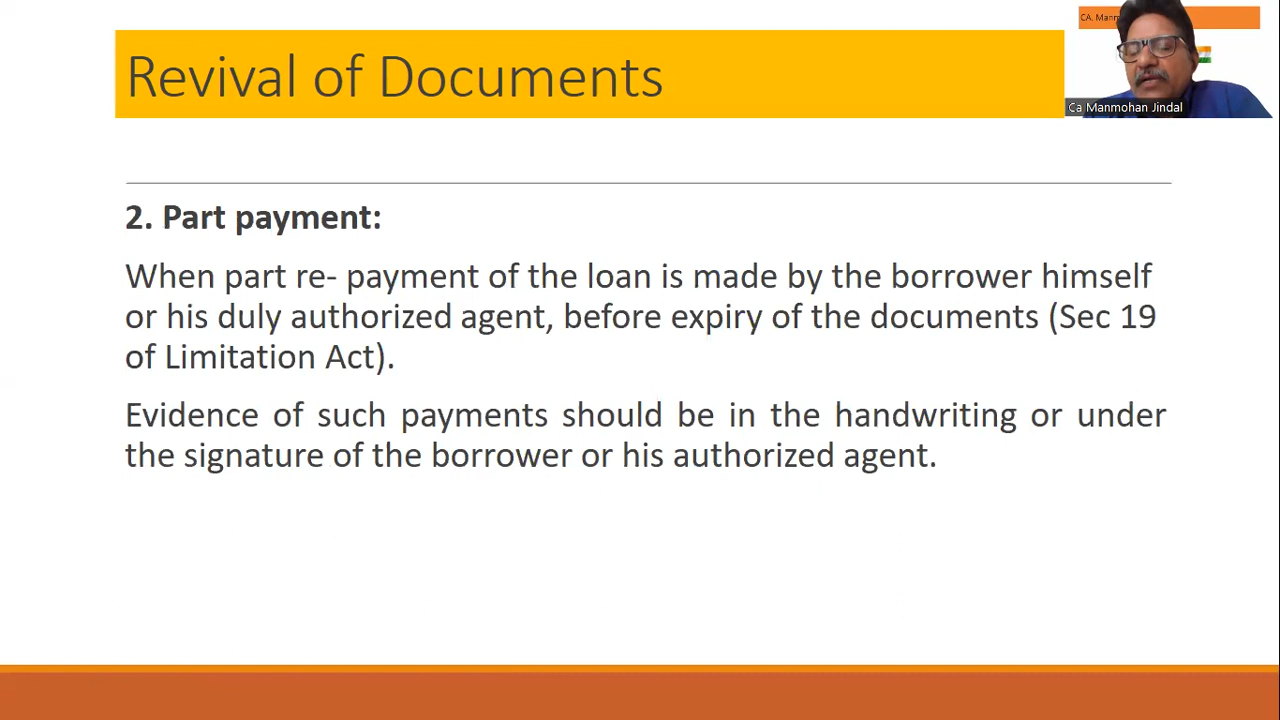 Revival of Documents
CA. Manm
Ca Manmohan Jindal
2. Part payment:
When part re- payment of the loan is made by the borrower himself
or his duly authorized agent, before expiry of the documents (Sec 19
of Limitation Act).
Evidence of such payments should be in the handwriting or under
the signature of the borrower or his authorized agent.